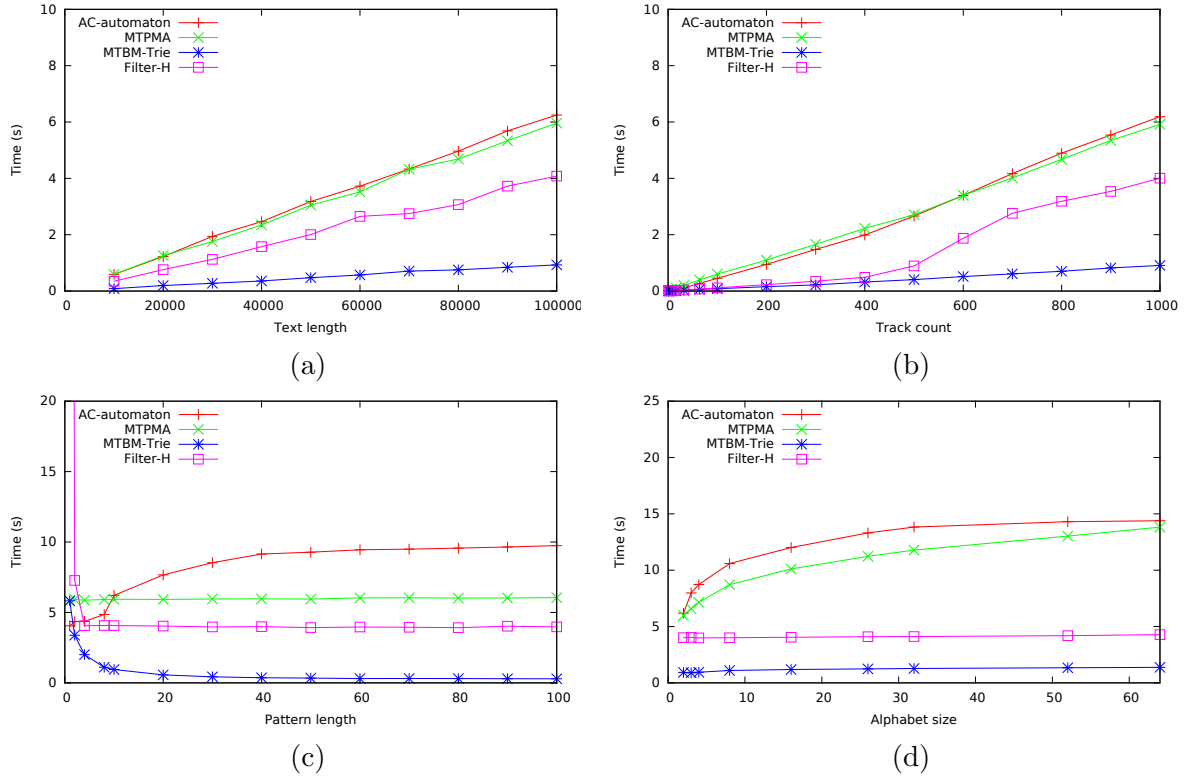 10
8
6
4
2
0
0
20000
40000
60000
80000
100000
Time (s)
Text length
AC-automaton
MTPMA
MTBM-Trie
Filter-H
(a)
10
8
6
4
2
0
0
200
400
600
800
1000
Time (s)
Track count
AC-automaton
MTPMA
MTBM-Trie
Filter-H
(b)
20
15
10
5
0
0
20
40
60
80
100
Time (s)
Pattern length
AC-automaton
MTPMA
MTBM-Trie
Filter-H
(c)
25
20
15
10
5
0
0
10
20
30
40
50
60
Time (s)
Alphabet size
AC-automaton
MTPMA
MTBM-Trie
Filter-H
(d)